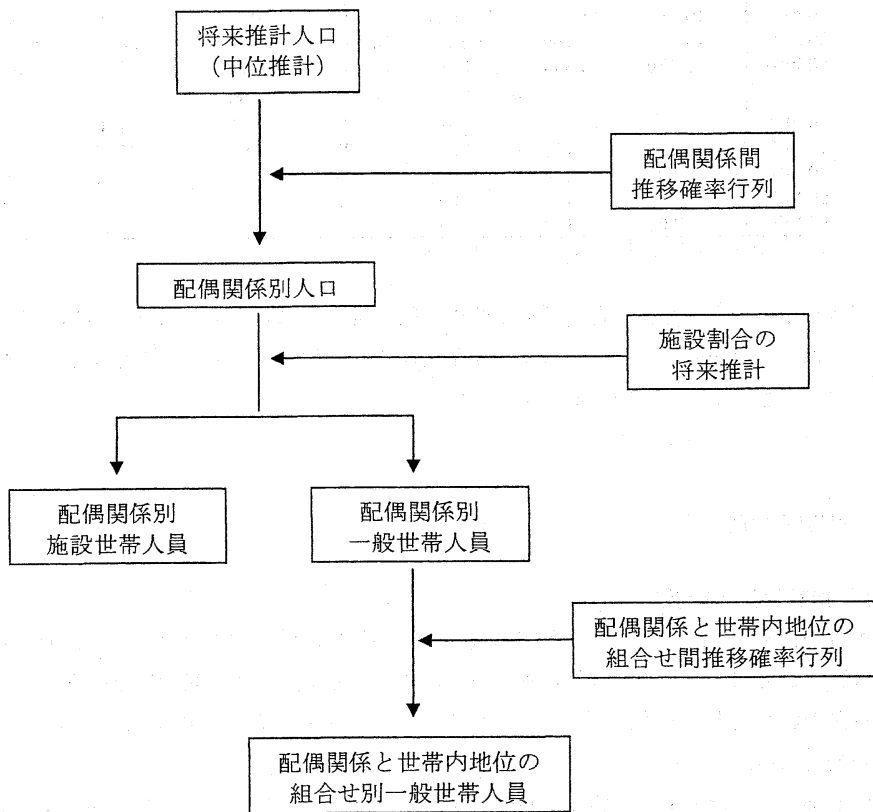 将来推計人口
（中位推計）
配偶関係間
推移確率行列
配偶関係別人口
施設割合の
将来推計
配偶関係別
施設世帯人員
配偶関係別
一般世帯人員
配偶関係と世帯内地位の
組合せ間推移確率行列
配偶関係と世帯内地位の
組合せ別一般世帯人員